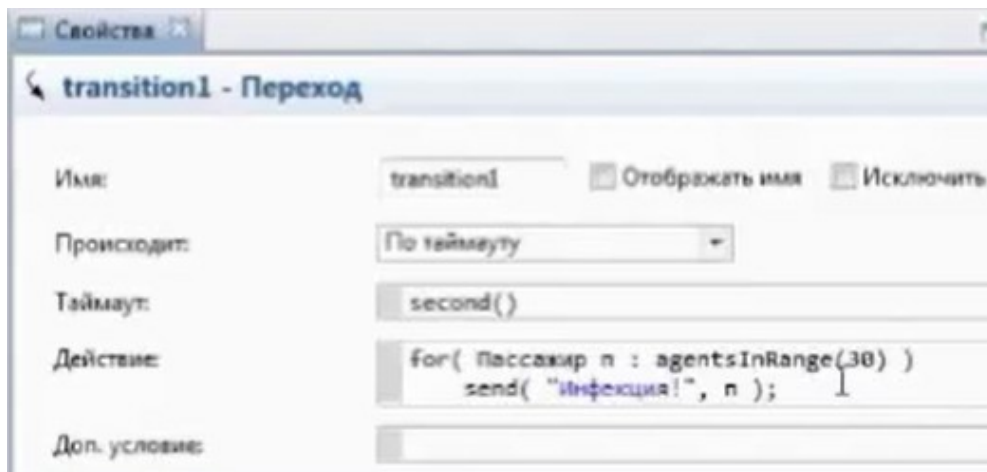 Свойства
transition1 - Переход
Имя: transition1 Отображать имя Исключить
Происходит: По таймауту
Таймаут: second()
Действие: for( Пассажир п : agentsInRange(30) )
send( "Инфекция!", п );
Доп. условие: